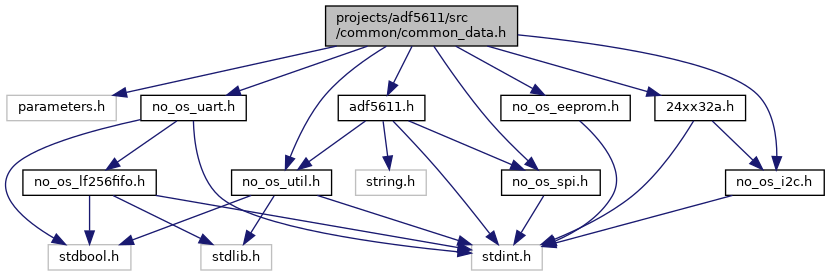 projects/adf5611/src
/common/common_data.h
parameters.h
no_os_uart.h
adf5611.h
no_os_eeprom.h
24xx32a.h
no_os_lf256fifo.h
no_os_util.h
string.h
no_os_spi.h
no_os_i2c.h
stdbool.h
stdlib.h
stdint.h